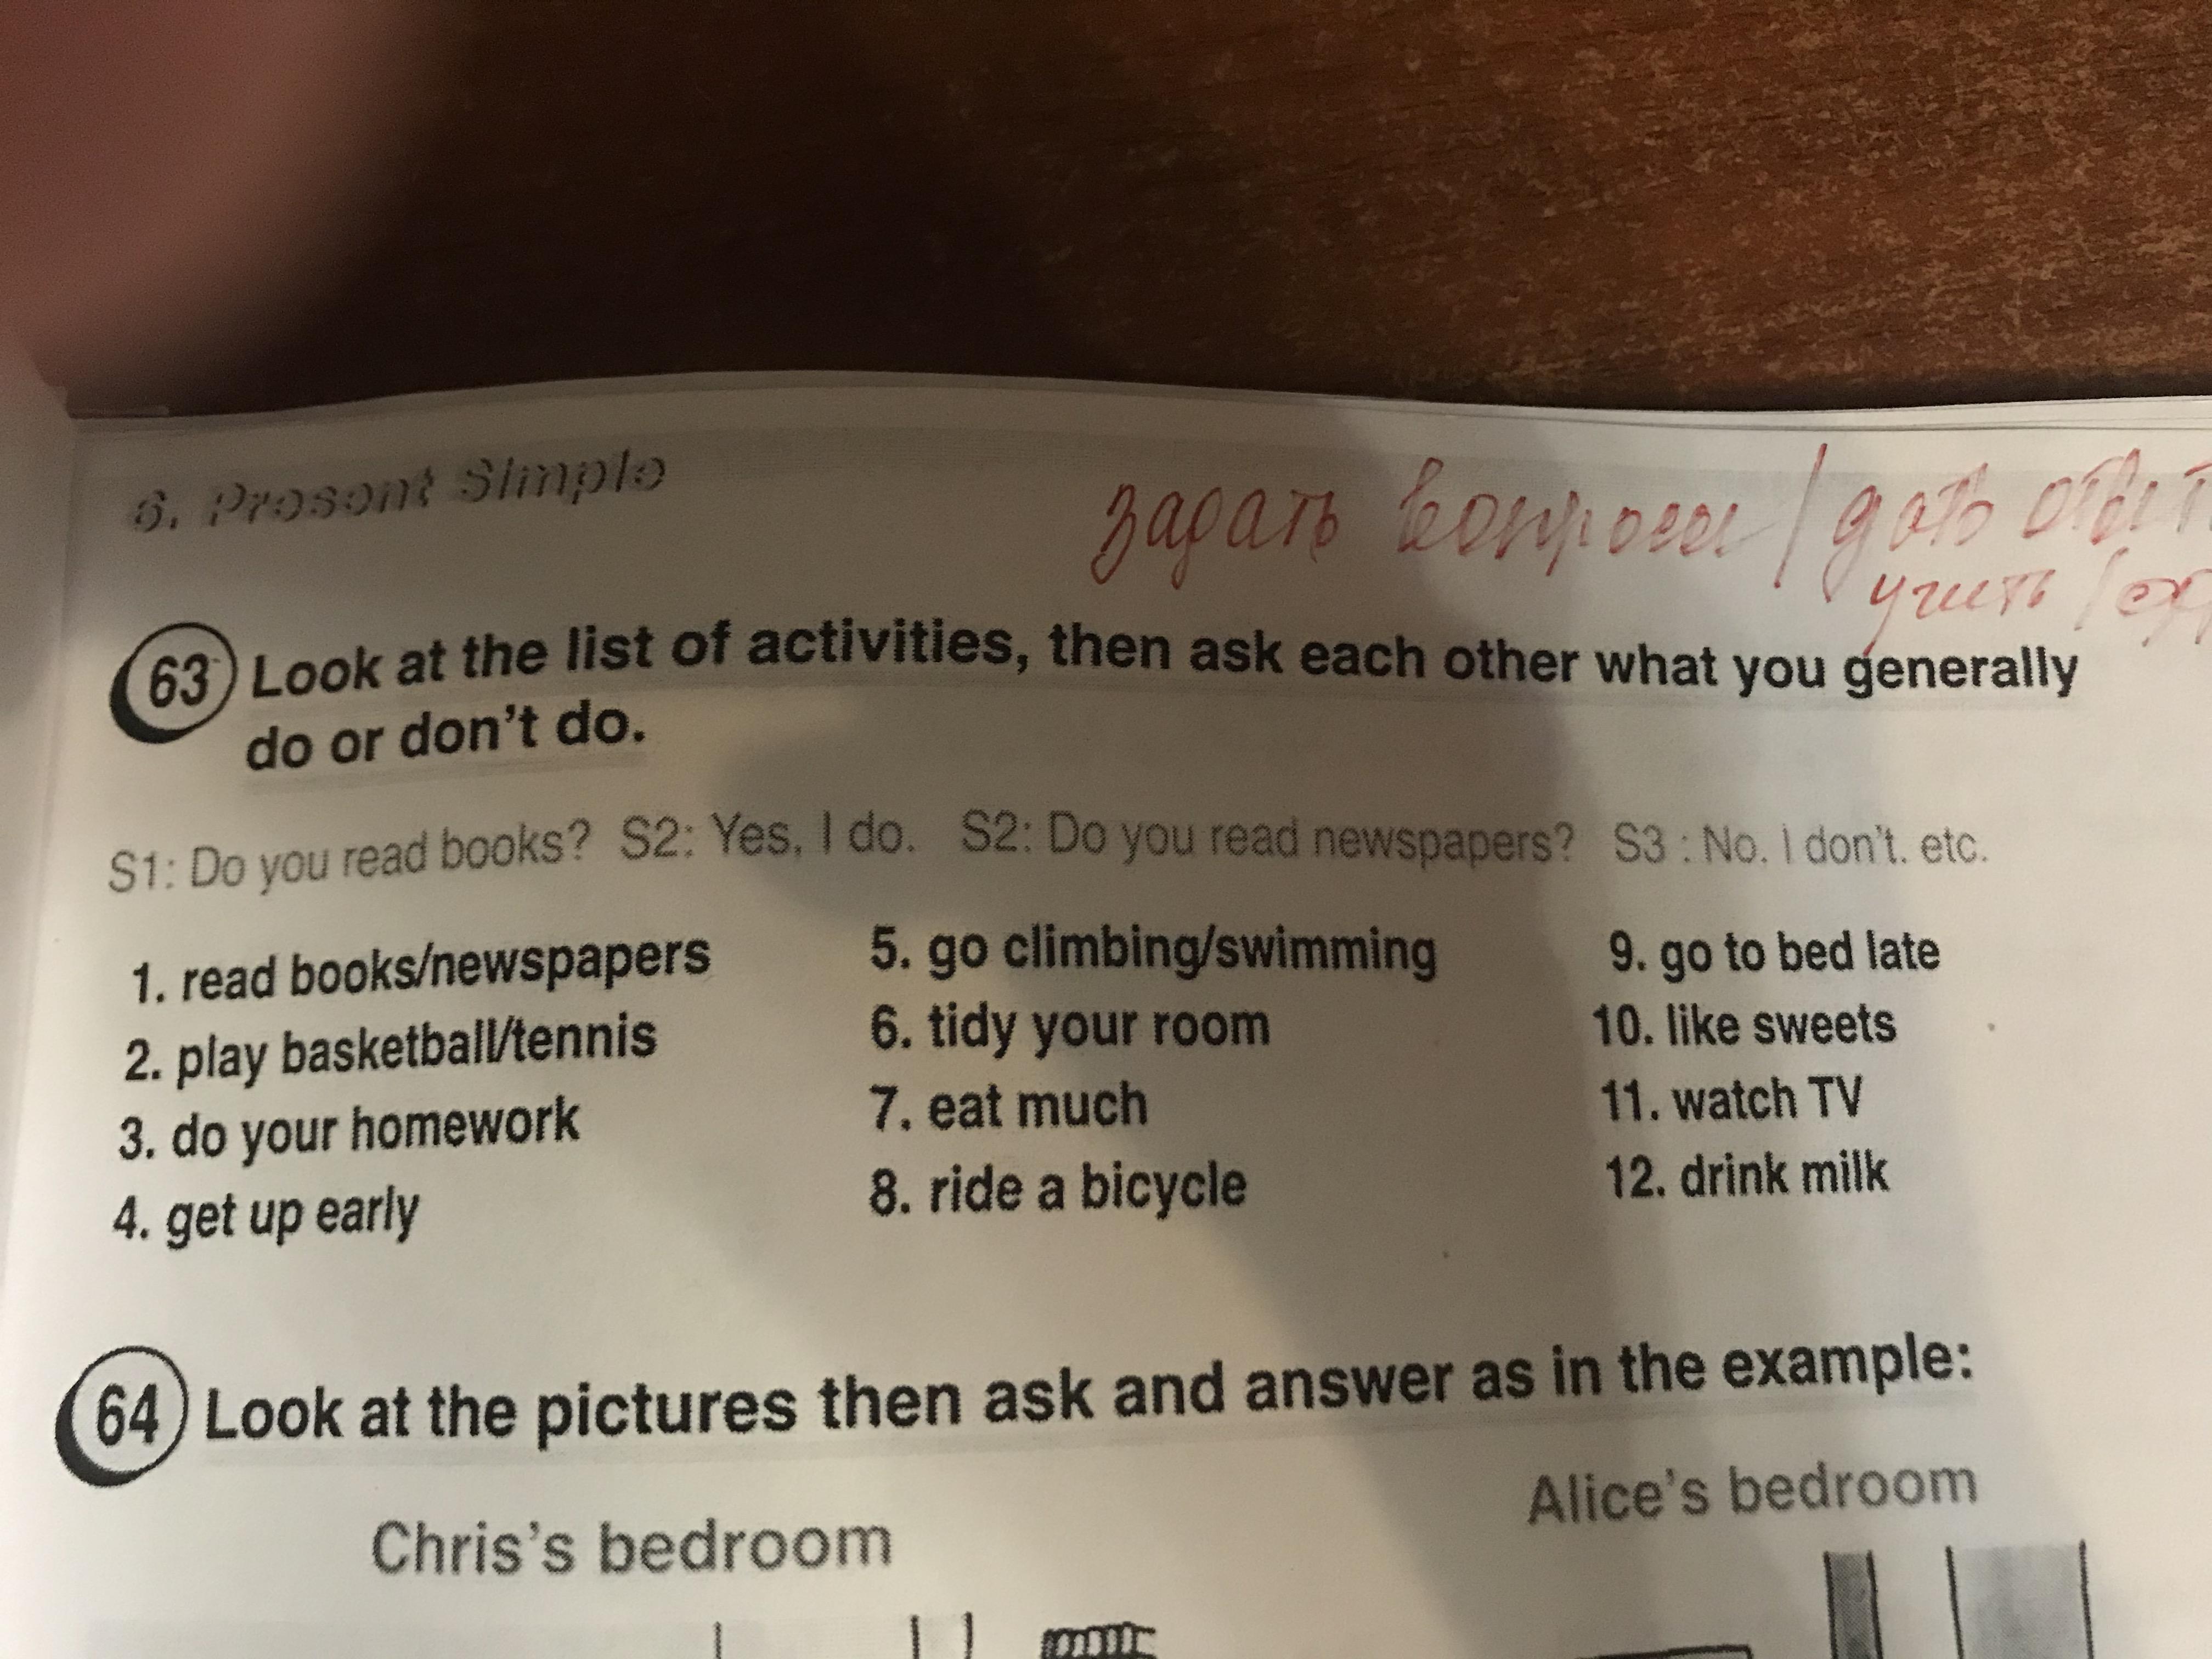 6. Present Simple
задать вопросы / дать
учить
63 Look at the list of activities, then ask each other what you generally
do or don't do.
S1: Do you read books? S2: Yes, I do. S2: Do you read newspapers? S3 : No. I don't. etc.
1. read books/newspapers
2. play basketball/tennis
3. do your homework
4. get up early
5. go climbing/swimming
6. tidy your room
7. eat much
8. ride a bicycle
9. go to bed late
10. like sweets
11. watch TV
12. drink milk
64 Look at the pictures then ask and answer as in the example:
Chris's bedroom
Alice's bedroom